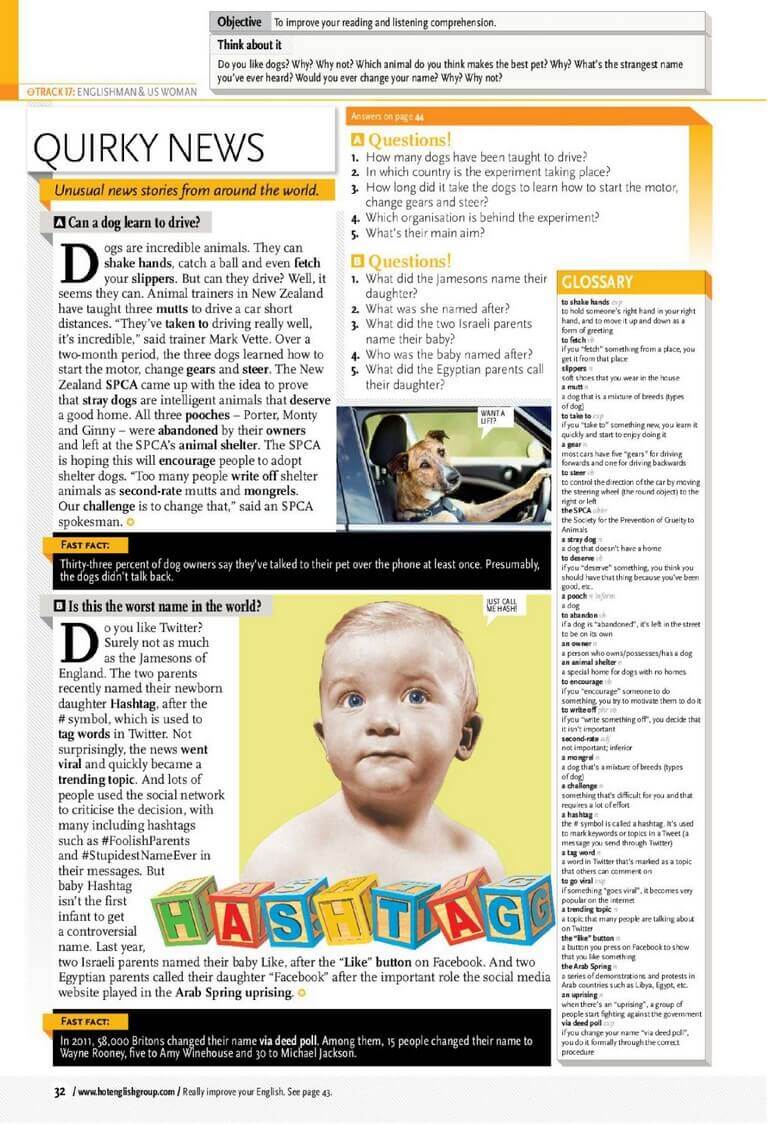 Objective To improve your reading and listening comprehension.
Think about it
Do you like dogs? Why? Why not? Which animal do you think makes the best pet? Why? What's the strangest name
you've ever heard? Would you ever change your name? Why? Why not?
TRACK 17: ENGLISHMAN & US WOMAN
QUIRKY NEWS
Unusual news stories from around the world.
A Can a dog learn to drive?
Dogs are incredible animals. They can
shake hands, catch a ball and even fetch
your slippers. But can they drive? Well, it
seems they can. Animal trainers in New Zealand
have taught three mutts to drive a car short
distances. “They've taken to driving really well,
it's incredible,” said trainer Mark Vette. Over a
two-month period, the three dogs learned how to
start the motor, change gears and steer. The New
Zealand SPCA came up with the idea to prove
that stray dogs are intelligent animals that deserve
a good home. All three pooches – Porter, Monty
and Ginny – were abandoned by their owners
and left at the SPCA's animal shelter. The SPCA
is hoping this will encourage people to adopt
shelter dogs. “Too many people write off shelter
animals as second-rate mutts and mongrels.
Our challenge is to change that,” said an SPCA
spokesman.
Answers on page 44
A Questions!
1. How many dogs have been taught to drive?
2. In which country is the experiment taking place?
3. How long did it take the dogs to learn how to start the motor,
change gears and steer?
4. Which organisation is behind the experiment?
5. What's their main aim?
B Questions!
1. What did the Jamesons name their
daughter?
2. What was she named after?
3. What did the two Israeli parents
name their baby?
4. Who was the baby named after?
5. What did the Egyptian parents call
their daughter?
WANT A
LIFT?
FAST FACT:
Thirty-three percent of dog owners say they've talked to their pet over the phone at least once. Presumably,
the dogs didn't talk back.
B Is this the worst name in the world?
Do you like Twitter?
Surely not as much
as the Jamesons of
England. The two parents
recently named their newborn
daughter Hashtag, after the
# symbol, which is used to
tag words in Twitter. Not
surprisingly, the news went
viral and quickly became a
trending topic. And lots of
people used the social network
to criticise the decision, with
many including hashtags
such as #FoolishParents
and #StupidestNameEver in
their messages. But
baby Hashtag
isn't the first
infant to get
a controversial
name. Last year,
two Israeli parents named their baby Like, after the “Like” button on Facebook. And two
Egyptian parents called their daughter “Facebook” after the important role the social media
website played in the Arab Spring uprising.
JUST CALL
ME HASH!
HASHTAGG
FAST FACT:
In 2011, 58,000 Britons changed their name via deed poll. Among them, 15 people changed their name to
Wayne Rooney, five to Amy Winehouse and 30 to Michael Jackson.
GLOSSARY
to shake hands exp
to hold someone's right hand in your right
hand, and to move it up and down as a
form of greeting
to fetch vb
if you “fetch” something from a place, you
get it from that place
slippers n
soft shoes that you wear in the house
a mutt n
a dog that is a mixture of breeds (types
of dog)
to take to exp
if you “take to” something new, you learn it
quickly and start to enjoy doing it
a gear n
most cars have five “gears” for driving
forwards and one for driving backwards
to steer vb
to control the direction of the car by moving
the steering wheel (the round object) to the
right or left
the SPCA abbr
the Society for the Prevention of Cruelty to
Animals
a stray dog n
a dog that doesn't have a home
to deserve vb
if you “deserve” something, you think you
should have that thing because you've been
good, etc.
a pooch n inform
a dog
to abandon vb
if a dog is “abandoned”, it's left in the street
to be on its own
an owner n
a person who owns/possesses/has a dog
an animal shelter n
a special home for dogs with no homes
to encourage vb
if you “encourage” someone to do
something, you try to motivate them to do it
to write off phr vb
if you “write something off”, you decide that
it isn't important
second-rate adj
not important; inferior
a mongrel n
a dog that's a mixture of breeds (types
of dog)
a challenge n
something that's difficult for you and that
requires a lot of effort
a hashtag n
the # symbol is called a hashtag. It's used
to mark keywords or topics in a Tweet (a
message you send through Twitter)
a tag word n
a word in Twitter that's marked as a topic
that others can comment on
to go viral exp
if something “goes viral”, it becomes very
popular on the internet
a trending topic n
a topic that many people are talking about
on Twitter
the “like” button n
a button you press on Facebook to show
that you like something
the Arab Spring n
a series of demonstrations and protests in
Arab countries such as Libya, Egypt, etc.
an uprising n
when there's an “uprising”, a group of
people start fighting against the government
via deed poll exp
if you change your name “via deed poll”,
you do it formally through the correct
procedure
32 / www.hotenglishgroup.com / Really improve your English. See page 43.